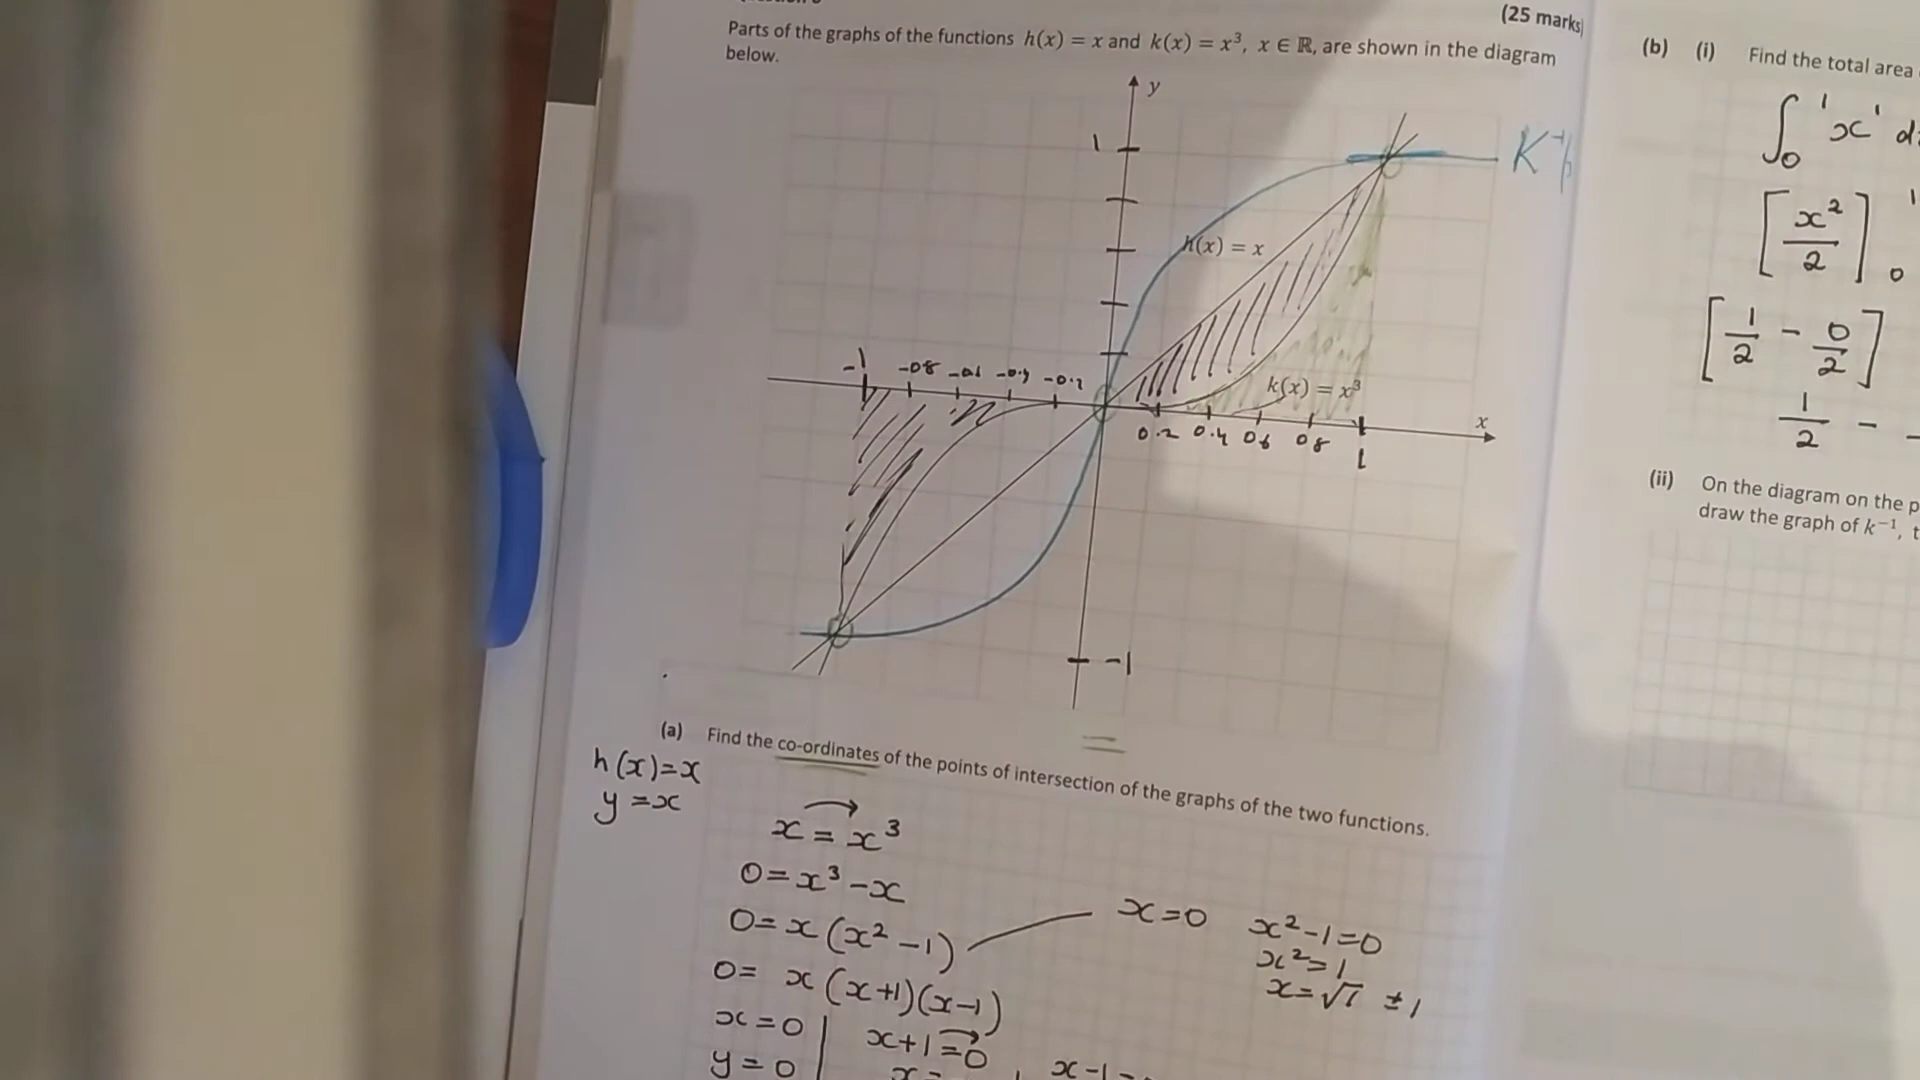 (25 marks)
Parts of the graphs of the functions h(x) = x and k(x) = x³, x ∈ ℝ, are shown in the diagram
below.
y
1
K⁻¹
h(x) = x
-1 -0.8 -0.6 -0.4 -0.2
k(x) = x³
x
0.2 0.4 0.6 0.8 1
-1
(a) Find the co-ordinates of the points of intersection of the graphs of the two functions.
h(x)=x
y=x
x = x³
0=x³-x
0=x(x²-1)
x=0 x²-1=0
x²=1
x=√1 ±1
0= x(x+1)(x-1)
x=0
y=0
x+1=0
x=
x-1
(b) (i) Find the total area
∫₀¹ x¹ d
[x²/2]₀¹
[1/2 - 0/2]
1/2 -
(ii) On the diagram on the
draw the graph of k⁻¹,